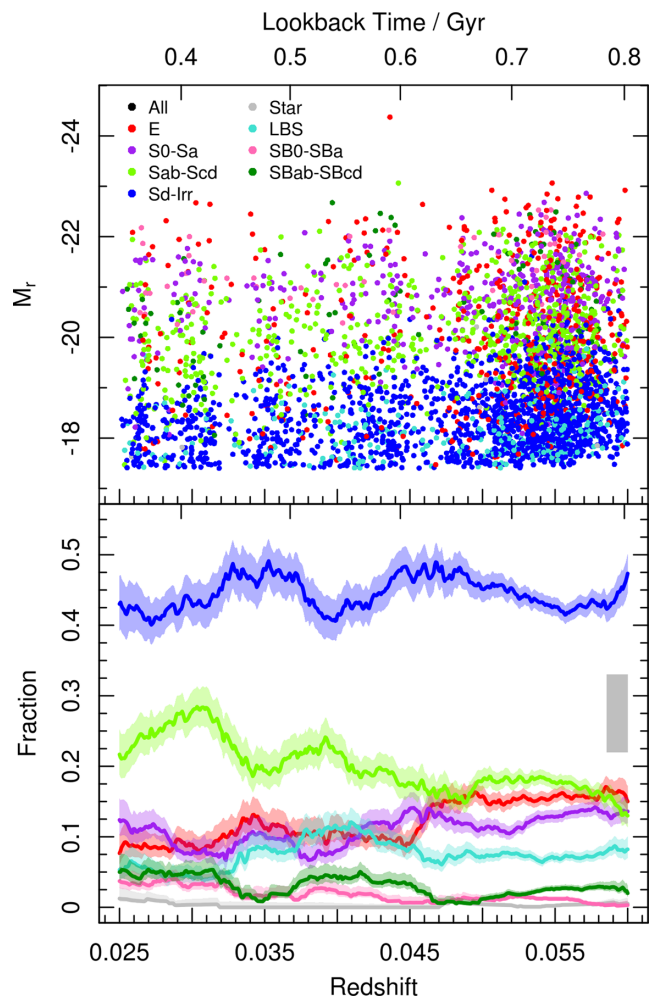 Lookback Time / Gyr
0.4 0.5 0.6 0.7 0.8
All Star
E LBS
S0-Sa SB0-SBa
Sab-Scd SBab-SBcd
Sd-Irr
-24
-22
M_r
-20
-18
0.5
0.4
0.3
Fraction
0.2
0.1
0
0.025 0.035 0.045 0.055
Redshift